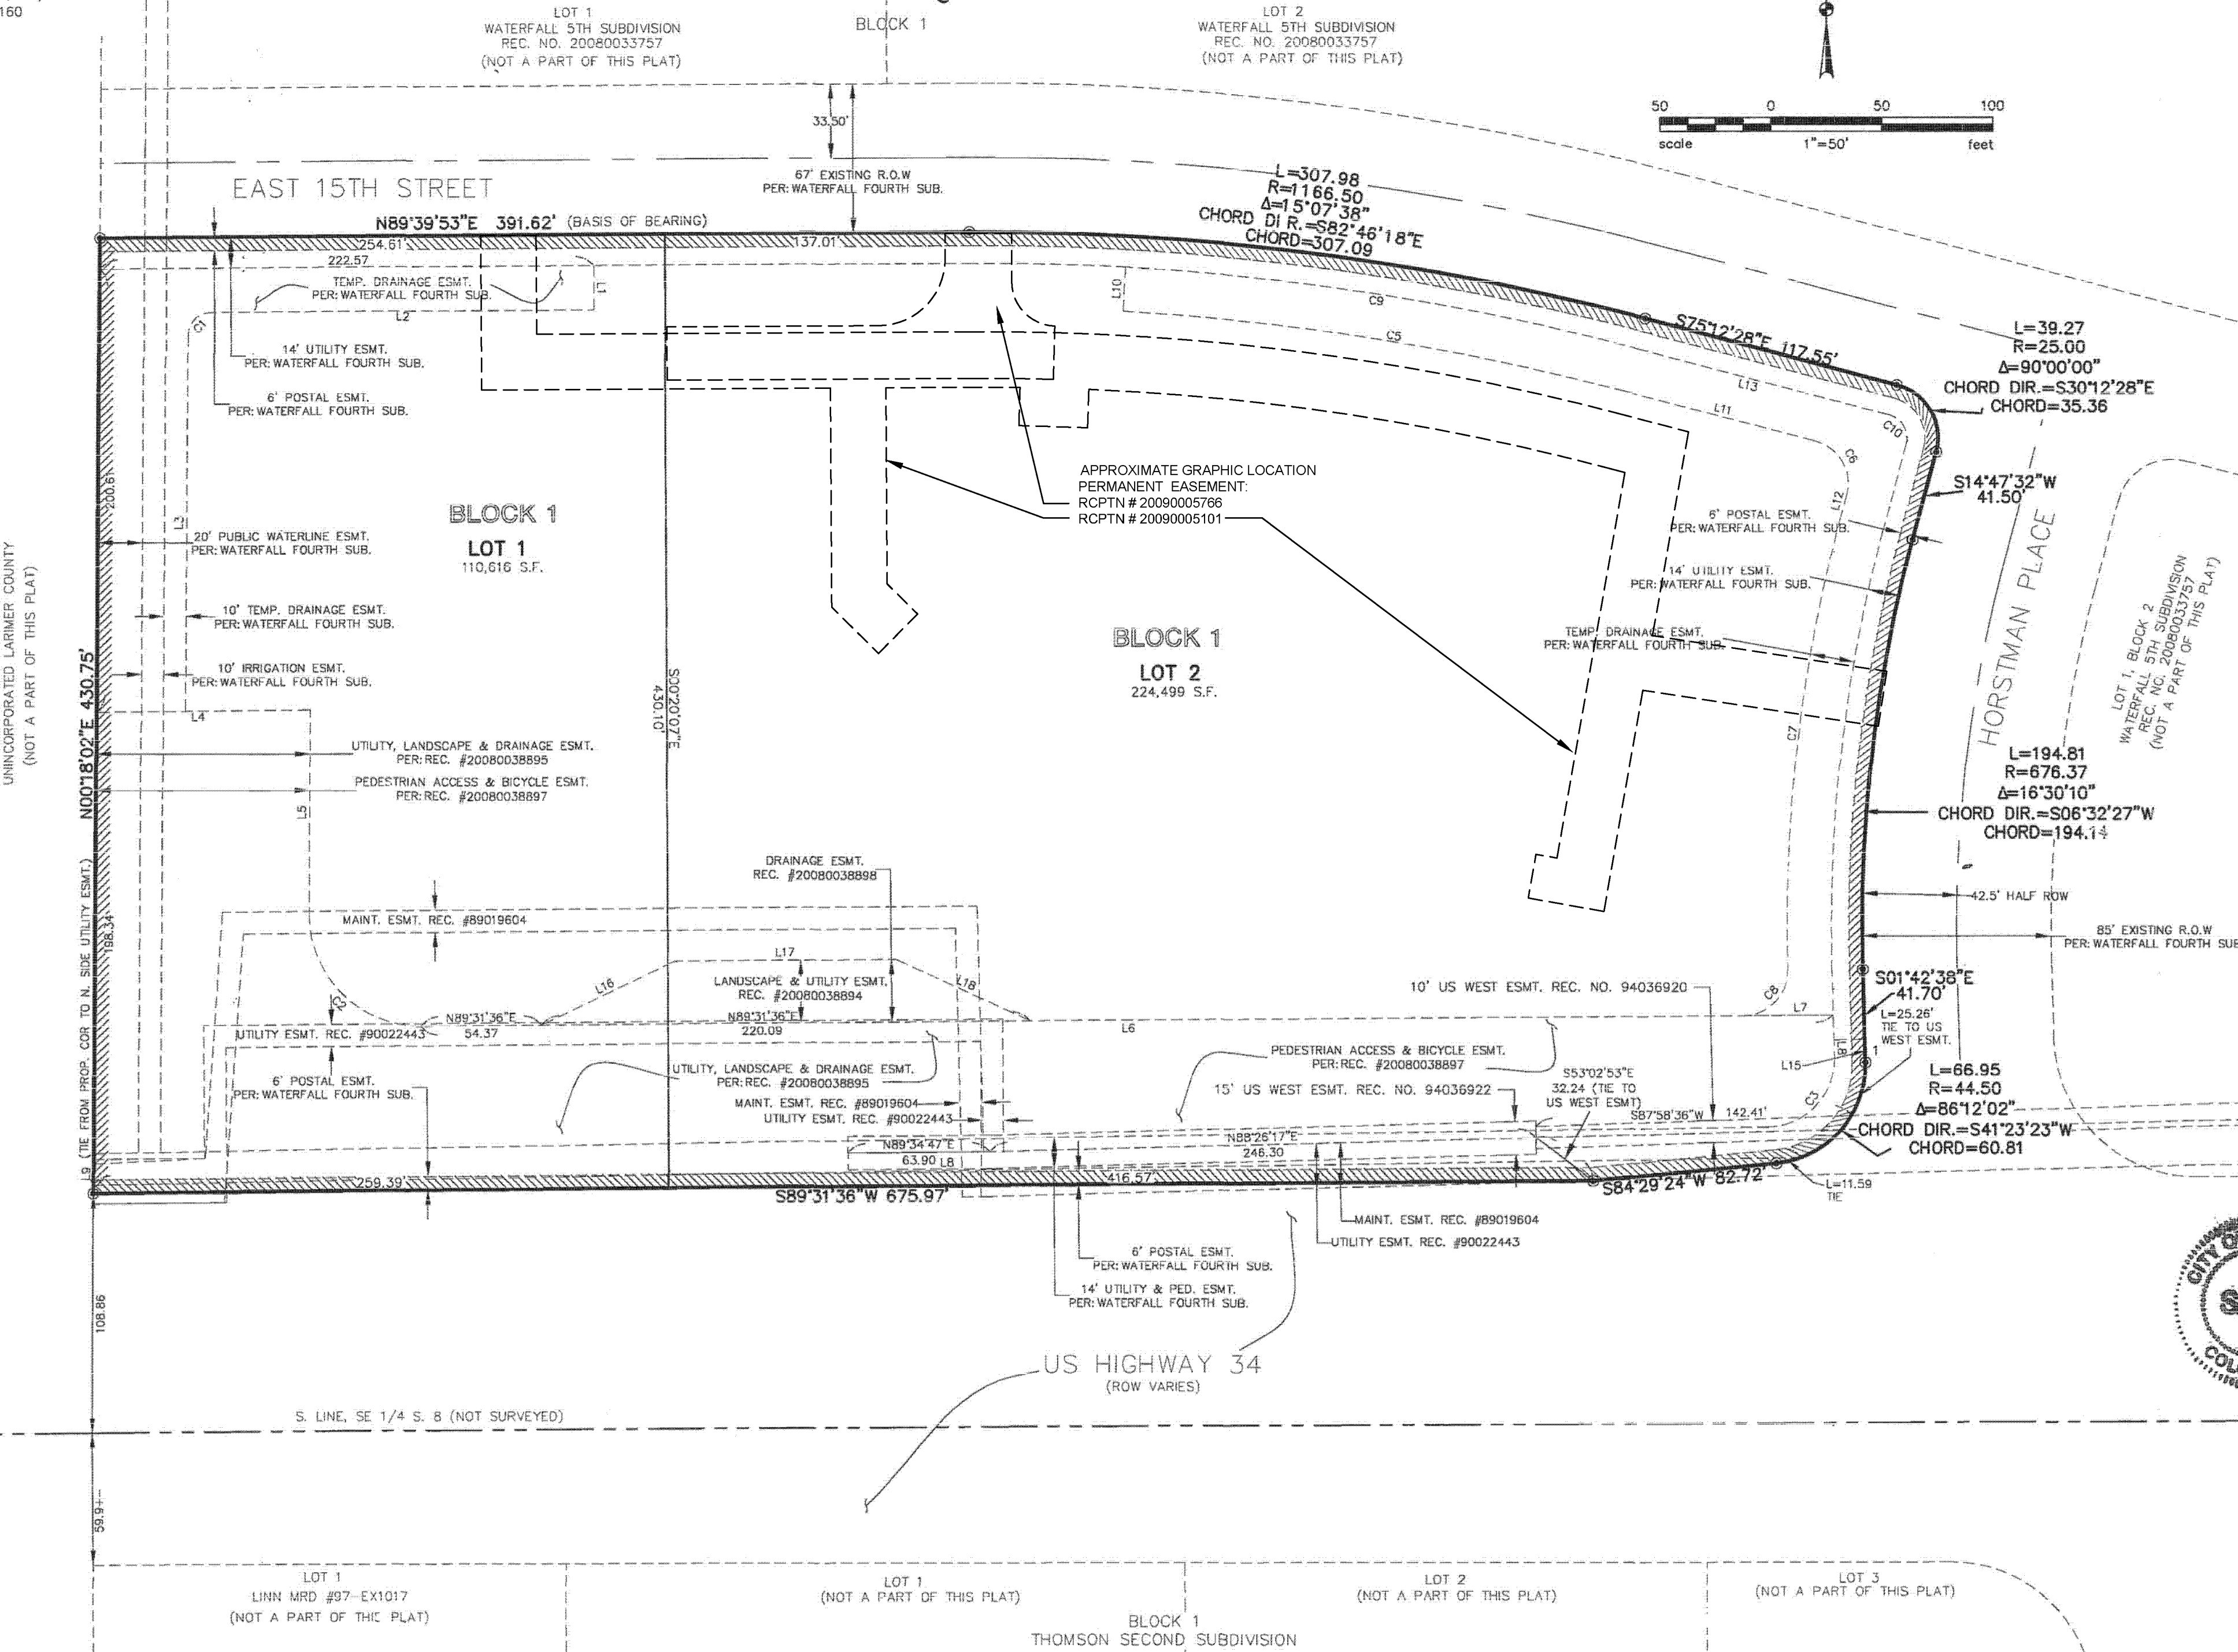 160
LOT 1
WATERFALL 5TH SUBDIVISION
REC. NO. 20080033757
(NOT A PART OF THIS PLAT)
BLOCK 1
LOT 2
WATERFALL 5TH SUBDIVISION
REC. NO. 20080033757
(NOT A PART OF THIS PLAT)
50 0 50 100
scale 1"=50' feet
33.50'
67' EXISTING R.O.W
PER: WATERFALL FOURTH SUB.
EAST 15TH STREET
N89°39'53"E 391.62' (BASIS OF BEARING)
254.61'
137.01'
222.57
L=307.98
R=1166.50
Δ=15°07'38"
CHORD DIR.=S82°46'18"E
CHORD=307.09
S75°12'28"E 117.55'
L=39.27
R=25.00
Δ=90°00'00"
CHORD DIR.=S30°12'28"E
CHORD=35.36
TEMP. DRAINAGE ESMT.
PER: WATERFALL FOURTH SUB.
L1
L2
C1
L10
C9
C5
L13
L11
C10
C6
L12
14' UTILITY ESMT.
PER: WATERFALL FOURTH SUB.
6' POSTAL ESMT.
PER: WATERFALL FOURTH SUB.
APPROXIMATE GRAPHIC LOCATION
PERMANENT EASEMENT:
RCPTN # 20090005766
RCPTN # 20090005101
S14°47'32"W
41.50'
6' POSTAL ESMT.
PER: WATERFALL FOURTH SUB.
14' UTILITY ESMT.
PER: WATERFALL FOURTH SUB.
TEMP. DRAINAGE ESMT.
PER: WATERFALL FOURTH SUB.
HORSTMAN PLACE
LOT 1, BLOCK 2
WATERFALL 5TH SUBDIVISION
REC. NO. 20080033757
(NOT A PART OF THIS PLAT)
UNINCORPORATED LARIMER COUNTY
(NOT A PART OF THIS PLAT)
200.61'
L3
BLOCK 1
LOT 1
110,616 S.F.
BLOCK 1
LOT 2
224,499 S.F.
20' PUBLIC WATERLINE ESMT.
PER: WATERFALL FOURTH SUB.
10' TEMP. DRAINAGE ESMT.
PER: WATERFALL FOURTH SUB.
10' IRRIGATION ESMT.
PER: WATERFALL FOURTH SUB.
N00°18'02"E 430.75'
S00°20'07"E
430.10'
L4
UTILITY, LANDSCAPE & DRAINAGE ESMT.
PER: REC. #20080038895
PEDESTRIAN ACCESS & BICYCLE ESMT.
PER: REC. #20080038897
L5
C7
L=194.81
R=676.37
Δ=16°30'10"
CHORD DIR.=S06°32'27"W
CHORD=194.14
42.5' HALF ROW
85' EXISTING R.O.W
PER: WATERFALL FOURTH SUB
L9 (TIE FROM PROP. COR TO N. SIDE UTILITY ESMT.)
198.34'
DRAINAGE ESMT.
REC. #20080038898
MAINT. ESMT. REC. #89019604
L17
L16
L18
LANDSCAPE & UTILITY ESMT.
REC. #20080038894
C2
N89°31'36"E
54.37
N89°31'36"E
220.09
UTILITY ESMT. REC. #90022443
L6
C8
L7
10' US WEST ESMT. REC. NO. 94036920
S01°42'38"E
41.70'
L=25.26'
TIE TO US
WEST ESMT.
L8
L15
1
C3
6' POSTAL ESMT.
PER: WATERFALL FOURTH SUB.
UTILITY, LANDSCAPE & DRAINAGE ESMT.
PER: REC. #20080038895
MAINT. ESMT. REC. #89019604
UTILITY ESMT. REC. #90022443
PEDESTRIAN ACCESS & BICYCLE ESMT.
PER: REC. #20080038897
15' US WEST ESMT. REC. NO. 94036922
S53°02'53"E
32.24 (TIE TO
US WEST ESMT)
S87°58'36"W 142.41'
L=66.95
R=44.50
Δ=86°12'02"
CHORD DIR.=S41°23'23"W
CHORD=60.81
N89°34'47"E
63.90 L8
N88°26'17"E
246.30
259.39'
S89°31'36"W 675.97'
416.57'
S84°29'24"W 82.72'
L=11.59
TIE
MAINT. ESMT. REC. #89019604
UTILITY ESMT. REC. #90022443
6' POSTAL ESMT.
PER: WATERFALL FOURTH SUB.
14' UTILITY & PED. ESMT.
PER: WATERFALL FOURTH SUB.
108.86
US HIGHWAY 34
(ROW VARIES)
CITY O
COL
S. LINE, SE 1/4 S. 8 (NOT SURVEYED)
59.9+-
LOT 1
LINN MRD #97-EX1017
(NOT A PART OF THIS PLAT)
LOT 1
(NOT A PART OF THIS PLAT)
LOT 2
(NOT A PART OF THIS PLAT)
LOT 3
(NOT A PART OF THIS PLAT)
BLOCK 1
THOMSON SECOND SUBDIVISION